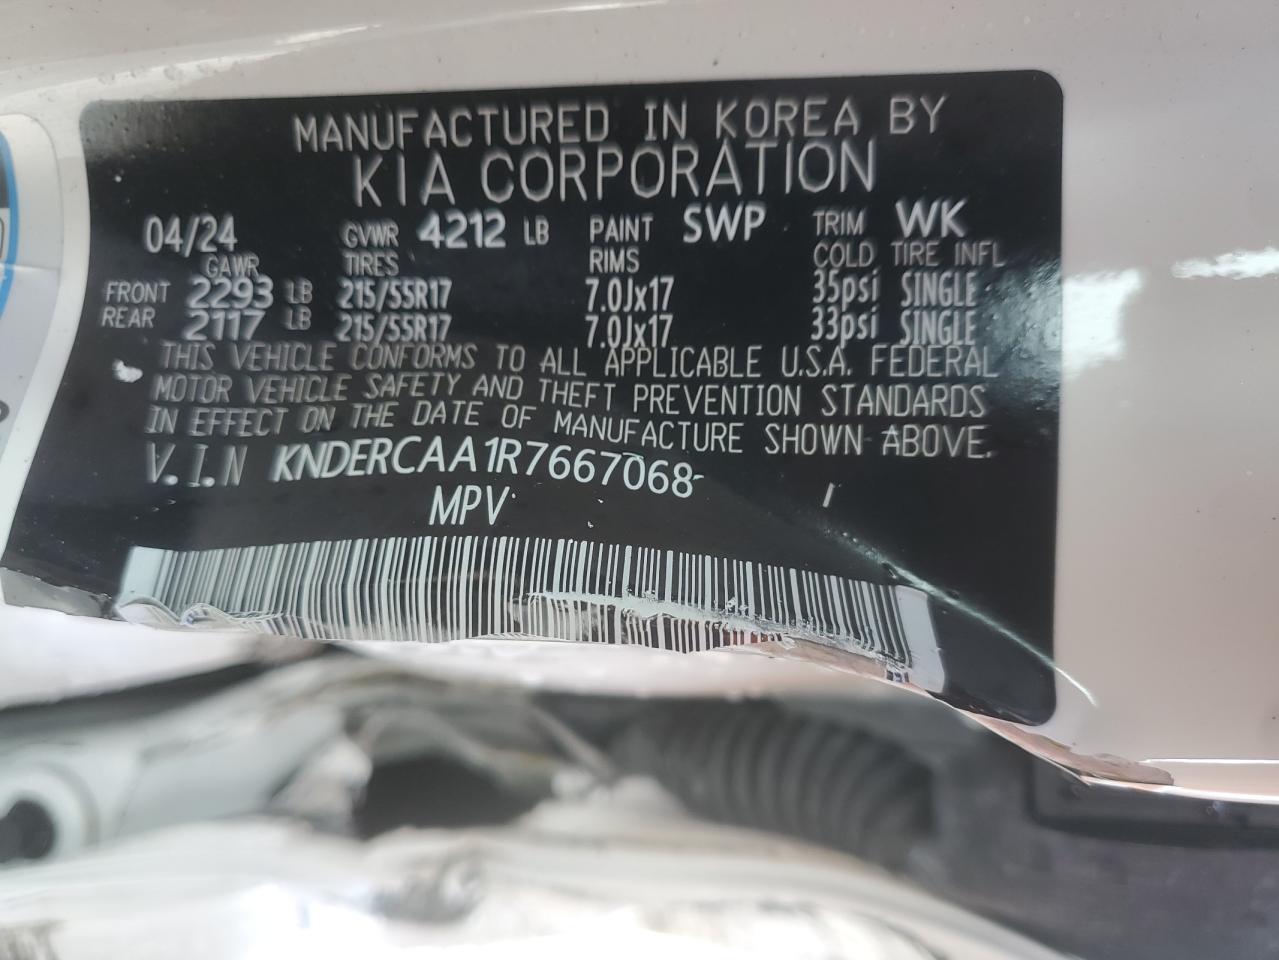 MANUFACTURED IN KOREA BY
KIA CORPORATION
04/24 GVWR 4212 LB PAINT SWP TRIM WK
GAWR TIRES RIMS COLD TIRE INFL
FRONT 2293 LB 215/55R17 7.0Jx17 35psi SINGLE
REAR 2117 LB 215/55R17 7.0Jx17 33psi SINGLE
THIS VEHICLE CONFORMS TO ALL APPLICABLE U.S.A. FEDERAL
MOTOR VEHICLE SAFETY AND THEFT PREVENTION STANDARDS
IN EFFECT ON THE DATE OF MANUFACTURE SHOWN ABOVE.
V.I.N KNDERCAA1R7667068
MPV /